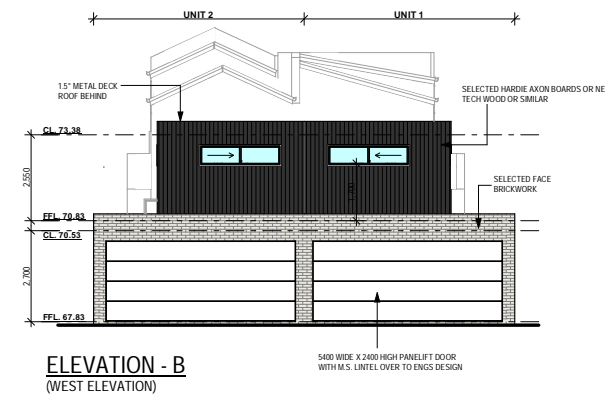 UNIT 2
UNIT 1
1.5° METAL DECK
ROOF BEHIND
SELECTED HARDIE AXON BOARDS OR NE
TECH WOOD OR SIMILAR
CL. 73.38
2,550
SELECTED FACE
BRICKWORK
FFL. 70.83
CL. 70.53
2,700
FFL. 67.83
ELEVATION - B
(WEST ELEVATION)
5400 WIDE X 2400 HIGH PANELIFT DOOR
WITH M.S. LINTEL OVER TO ENGS DESIGN